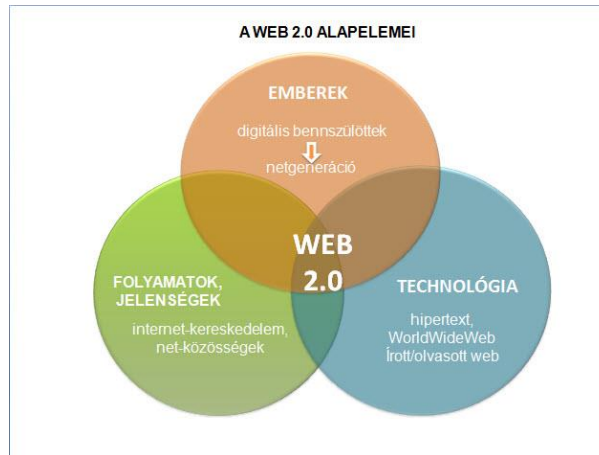 A WEB 2.0 ALAPELEMEI
EMBEREK
digitális bennszülöttek
netgeneráció
WEB
2.0
FOLYAMATOK,
JELENSÉGEK
internet-kereskedelem,
net-közösségek
TECHNOLÓGIA
hipertext,
WorldWideWeb
Írott/olvasott web